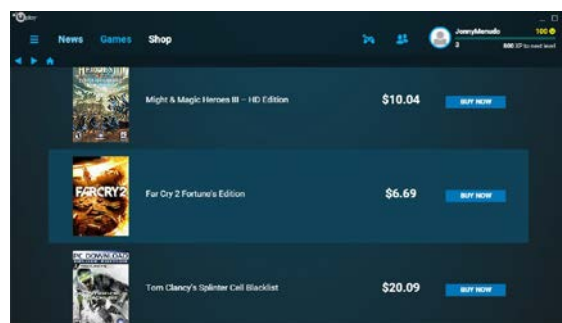 uplay
News Games Shop
JennyMenudo 100
3 800 XP to next level
Might & Magic Heroes III – HD Edition $10.04 BUY NOW
FARCRY2
Far Cry 2 Fortune's Edition $6.69 BUY NOW
PC DOWNLOAD
Tom Clancy's Splinter Cell Blacklist $20.09 BUY NOW